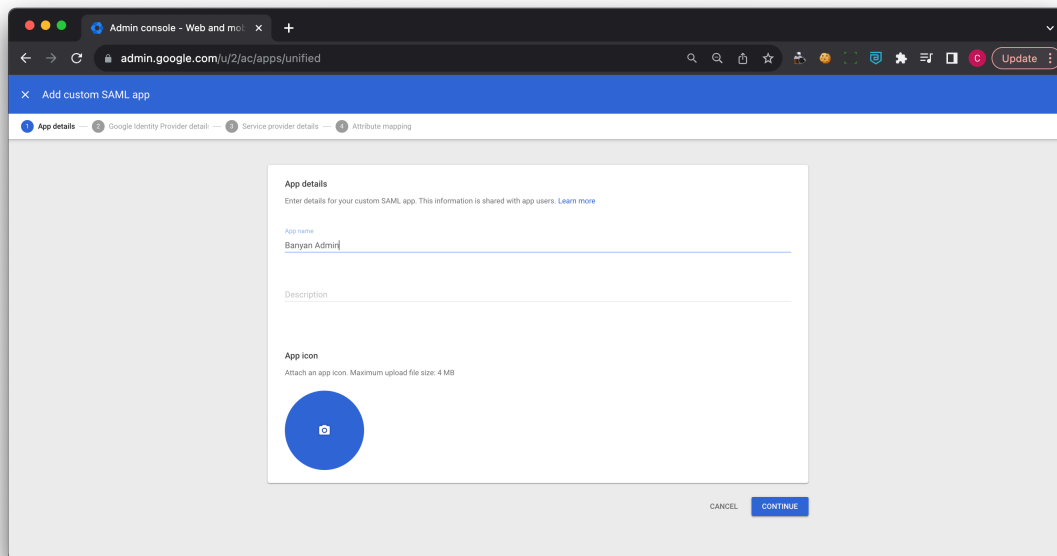 Admin console - Web and mob
admin.google.com/u/2/ac/apps/unified
C
Update
Add custom SAML app
1 App details 2 Google Identity Provider detail: 3 Service provider details 4 Attribute mapping
App details
Enter details for your custom SAML app. This information is shared with app users. Learn more
App name
Banyan Admin
Description
App icon
Attach an app icon. Maximum upload file size: 4 MB
CANCEL CONTINUE